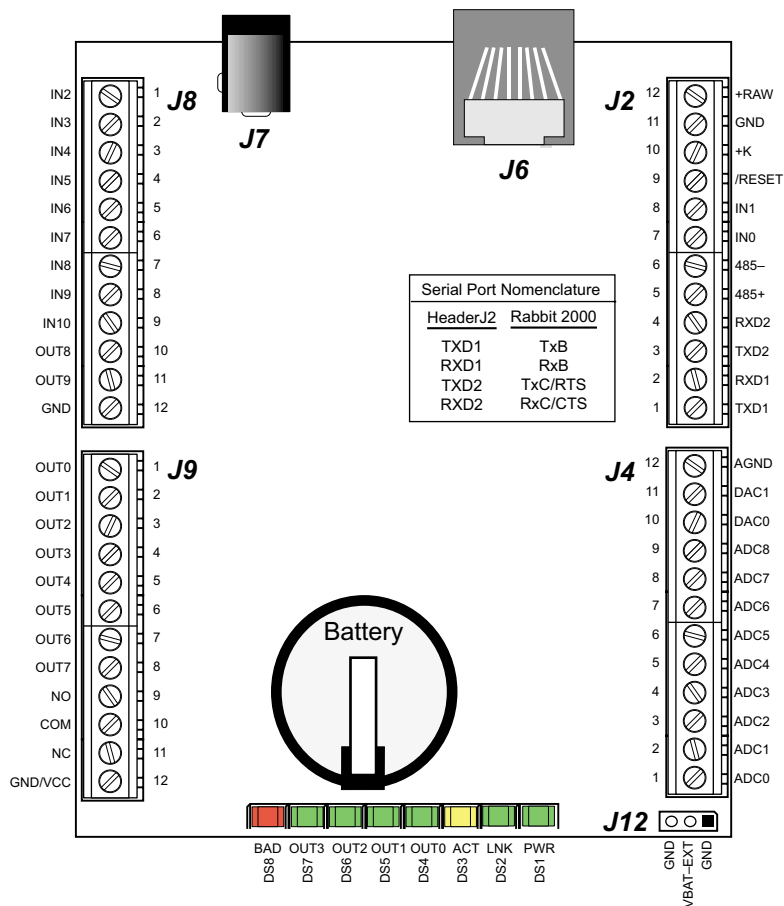 J8
IN2 1
IN3 2
IN4 3
IN5 4
IN6 5
IN7 6
IN8 7
IN9 8
IN10 9
OUT8 10
OUT9 11
GND 12
J7
J6
J2
12 +RAW
11 GND
10 +K
9 /RESET
8 IN1
7 IN0
6 485–
5 485+
4 RXD2
3 TXD2
2 RXD1
1 TXD1
Serial Port Nomenclature
HeaderJ2 Rabbit 2000
TXD1 TxB
RXD1 RxB
TXD2 TxC/RTS
RXD2 RxC/CTS
J9
OUT0 1
OUT1 2
OUT2 3
OUT3 4
OUT4 5
OUT5 6
OUT6 7
OUT7 8
NO 9
COM 10
NC 11
GND/VCC 12
Battery
J4
12 AGND
11 DAC1
10 DAC0
9 ADC8
8 ADC7
7 ADC6
6 ADC5
5 ADC4
4 ADC3
3 ADC2
2 ADC1
1 ADC0
J12
BAD OUT3 OUT2 OUT1 OUT0 ACT LNK PWR
DS8 DS7 DS6 DS5 DS4 DS3 DS2 DS1
GND
VBAT–EXT
GND